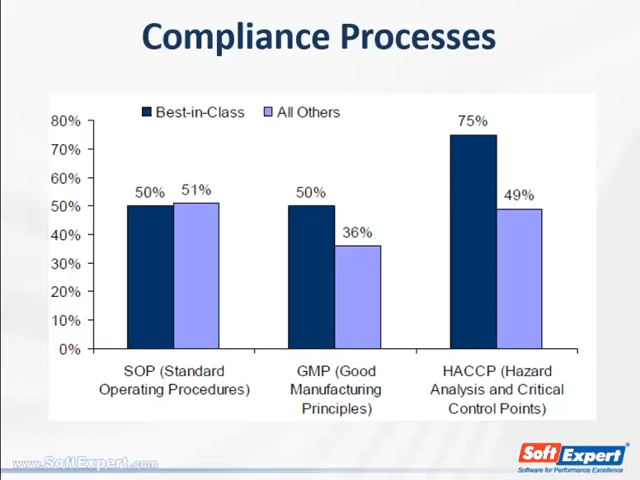 Compliance Processes
Best-in-Class All Others
80%
70%
60%
50%
40%
30%
20%
10%
0%
50% 51% 50% 36% 75% 49%
SOP (Standard
Operating Procedures)
GMP (Good
Manufacturing
Principles)
HACCP (Hazard
Analysis and Critical
Control Points)
www.SoftExpert.com
SoftExpert®
Software for Performance Excellence